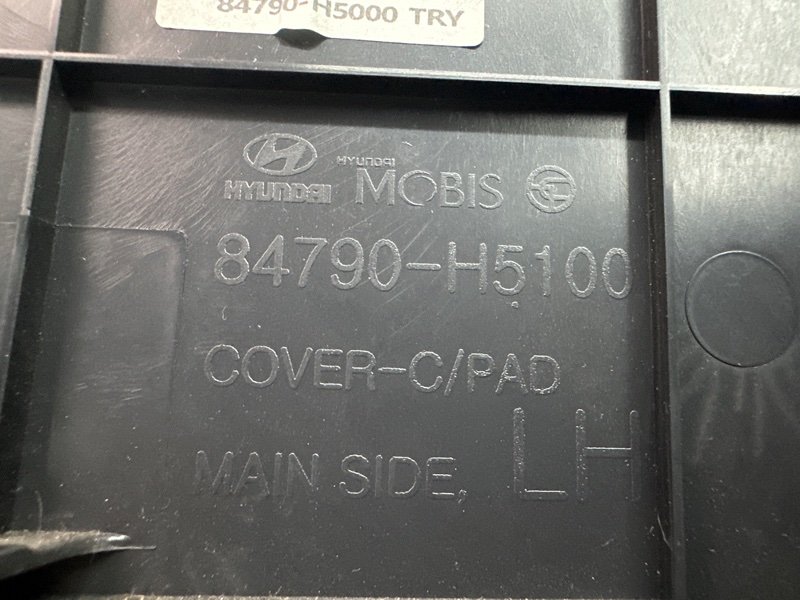 84790-H5000 TRY
HYUNDAI
HYUNDAI
MOBIS
84790-H5100
COVER-C/PAD
MAIN SIDE, LH